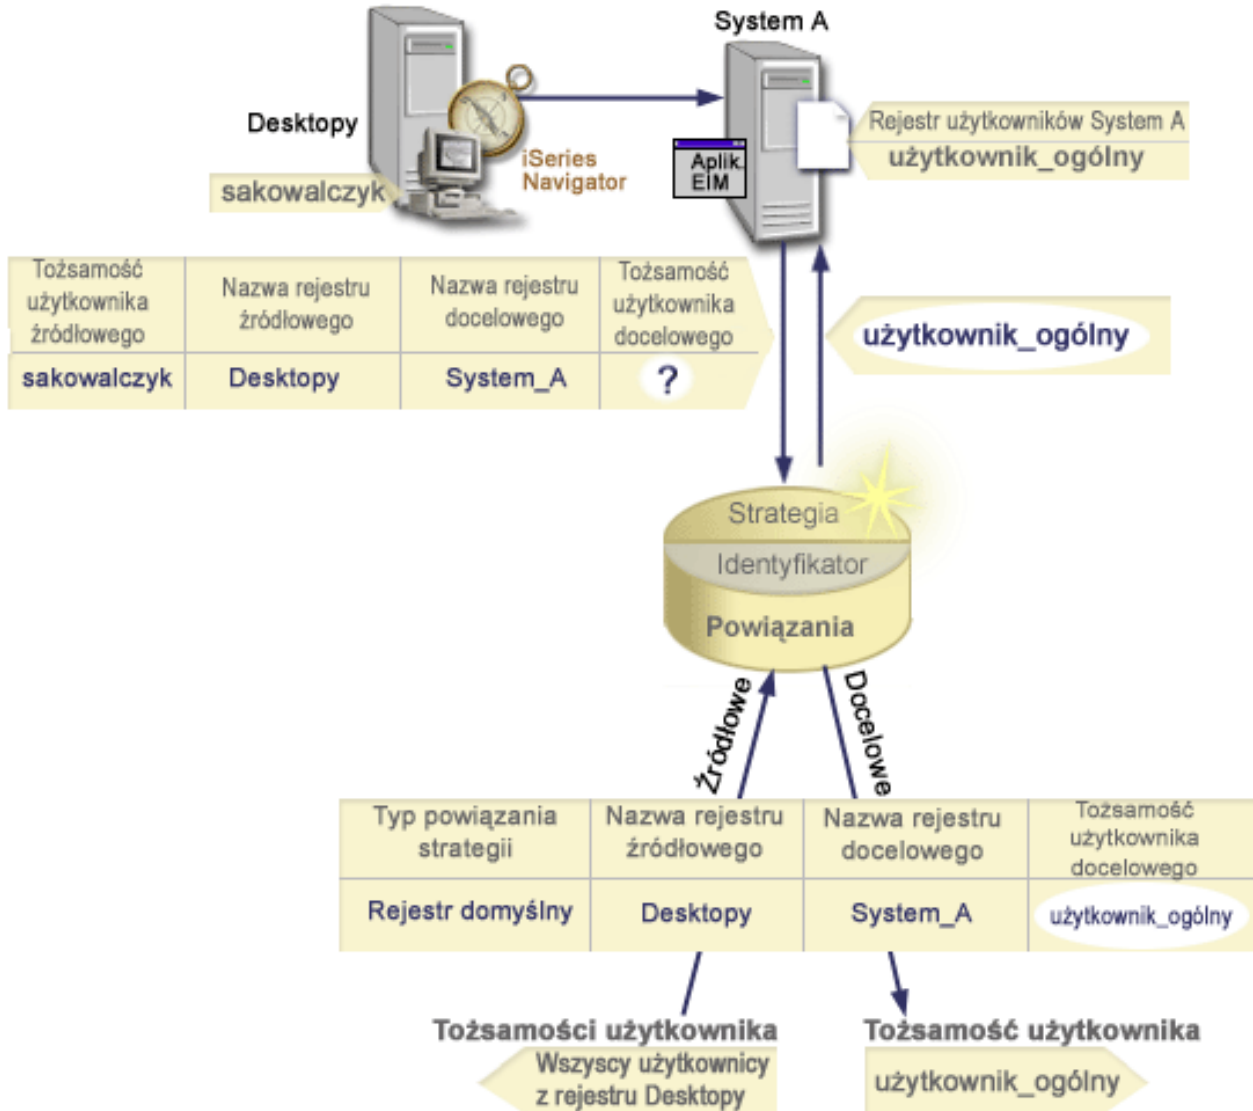 System A
Desktopy
iSeries
Navigator
sakowalczyk
Aplik.
EIM
Rejestr użytkowników System A
użytkownik_ogólny
Tożsamość
użytkownika
źródłowego
Nazwa rejestru
źródłowego
Nazwa rejestru
docelowego
Tożsamość
użytkownika
docelowego
sakowalczyk
Desktopy
System_A
?
użytkownik_ogólny
Strategia
Identyfikator
Powiązania
Źródłowe
Docelowe
Typ powiązania
strategii
Nazwa rejestru
źródłowego
Nazwa rejestru
docelowego
Tożsamość
użytkownika
docelowego
Rejestr domyślny
Desktopy
System_A
użytkownik_ogólny
Tożsamości użytkownika
Wszyscy użytkownicy
z rejestru Desktopy
Tożsamość użytkownika
użytkownik_ogólny